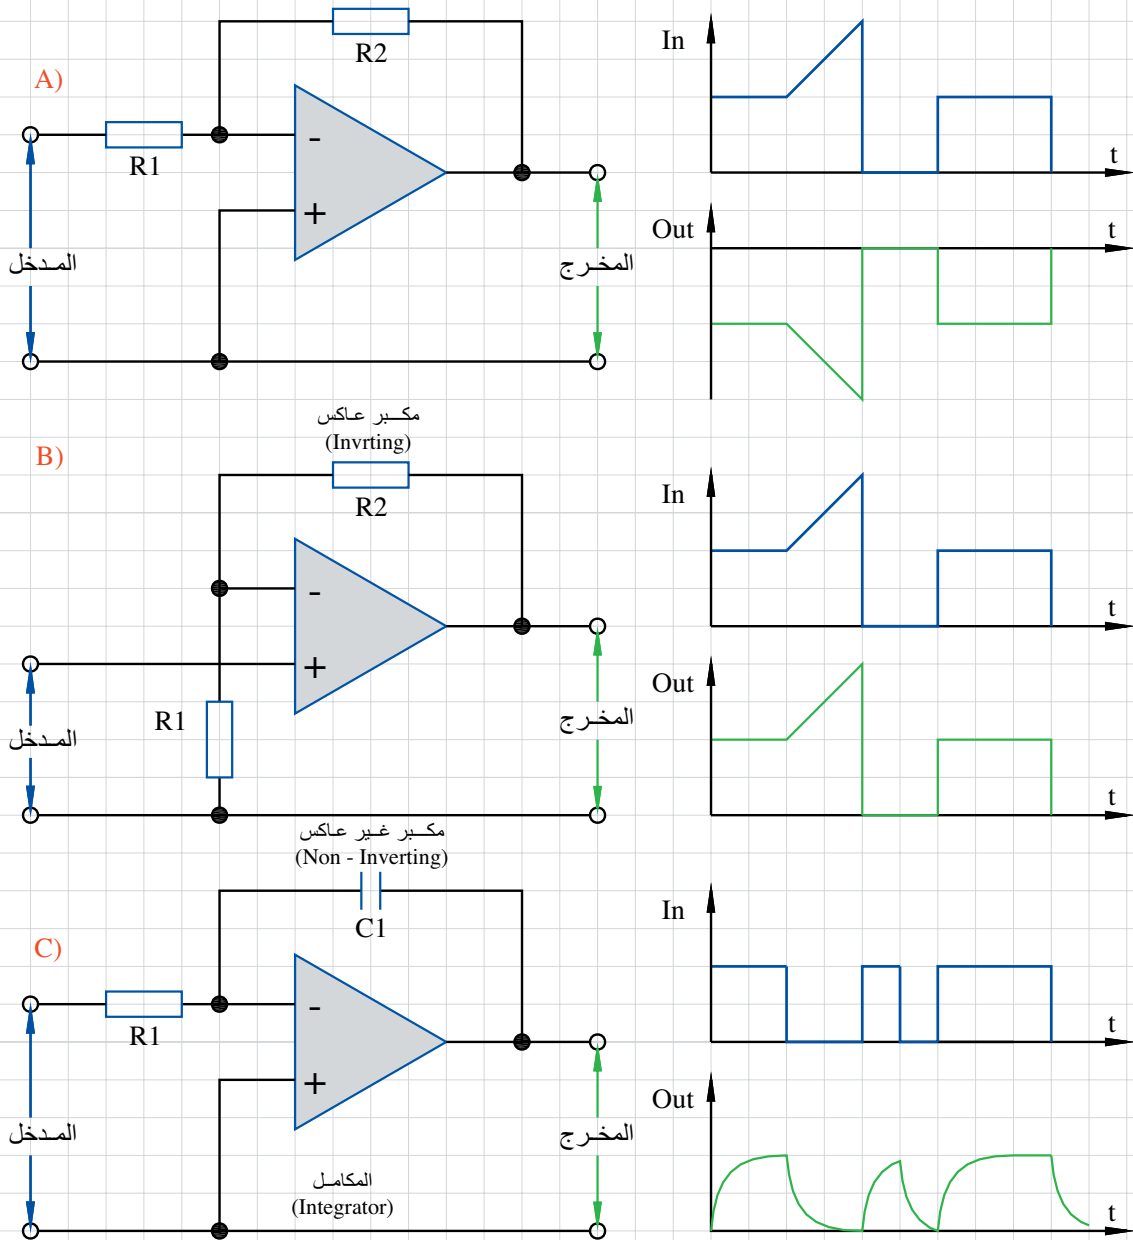 A)
R2
R1
-
+
المدخل
المخرج
In
t
Out
t
مكبر عاكس
(Invrting)
B)
R2
-
+
R1
المدخل
المخرج
In
t
Out
t
مكبر غير عاكس
(Non - Inverting)
C)
C1
R1
-
+
المدخل
المخرج
المكامل
(Integrator)
In
t
Out
t